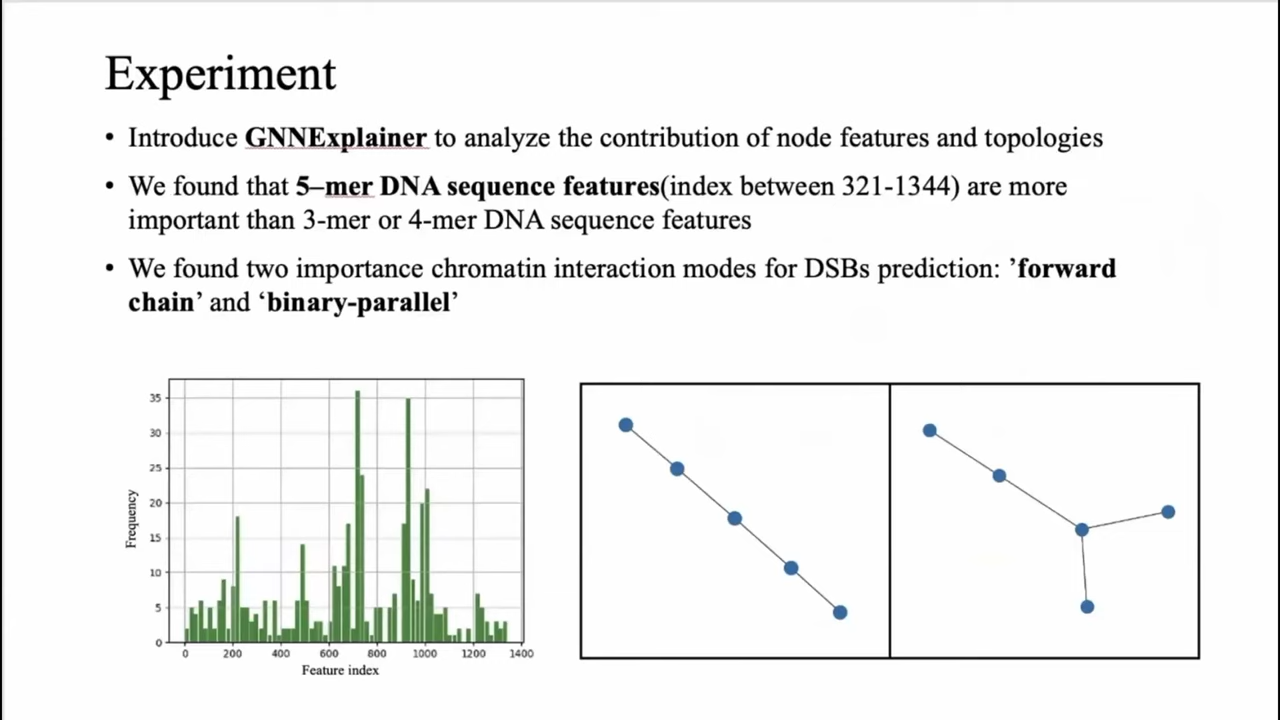 Experiment
• Introduce GNNExplainer to analyze the contribution of node features and topologies
• We found that 5–mer DNA sequence features(index between 321-1344) are more
important than 3-mer or 4-mer DNA sequence features
• We found two importance chromatin interaction modes for DSBs prediction: ’forward
chain’ and ‘binary-parallel’
35
30
25
20
15
10
5
0
Frequency
0 200 400 600 800 1000 1200 1400
Feature index